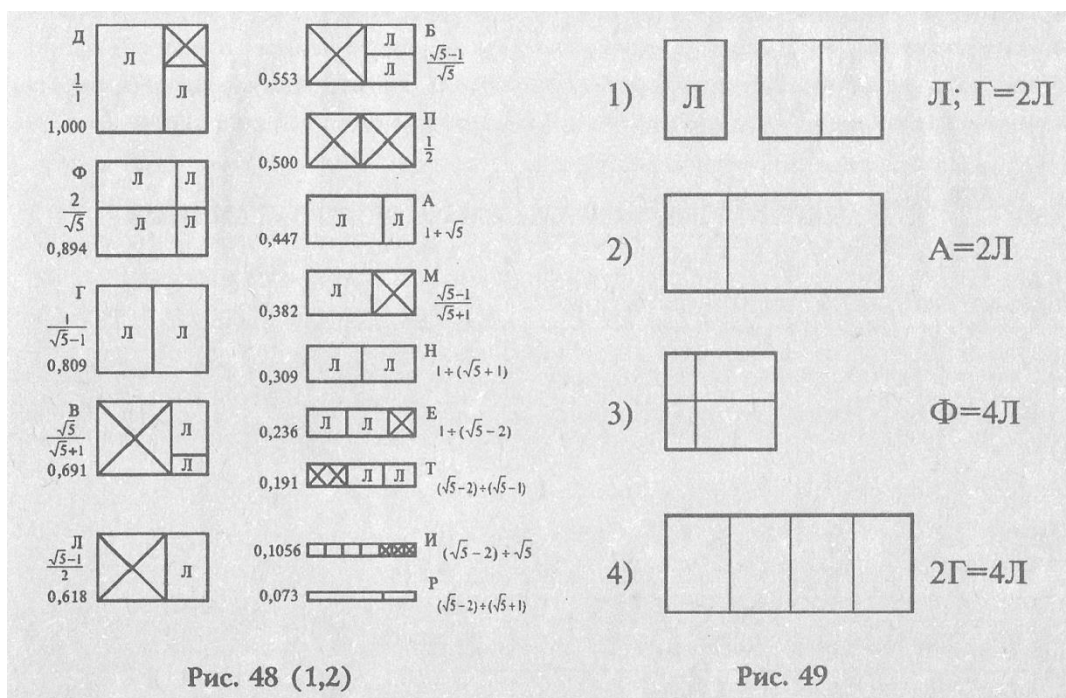 Д
Л
1/1
Л
1,000
Ф
Л Л
2/√5
Л Л
0,894
Г
1/(√5-1)
Л Л
0,809
В
√5/(√5+1)
Л
Л
0,691
Л
(√5-1)/2
Л
0,618
Б
Л
(√5-1)/√5
Л
0,553
П
1/2
0,500
А
Л Л
1÷√5
0,447
М
Л
(√5-1)/(√5+1)
0,382
Н
Л Л
1÷(√5+1)
0,309
Е
Л Л
1÷(√5-2)
0,236
Т
Л Л
(√5-2)÷(√5-1)
0,191
И
0,1056 (√5-2)÷√5
0,073 Р
(√5-2)÷(√5+1)
Рис. 48 (1,2)
1) Л Л; Г=2Л
2) А=2Л
3) Ф=4Л
4) 2Г=4Л
Рис. 49